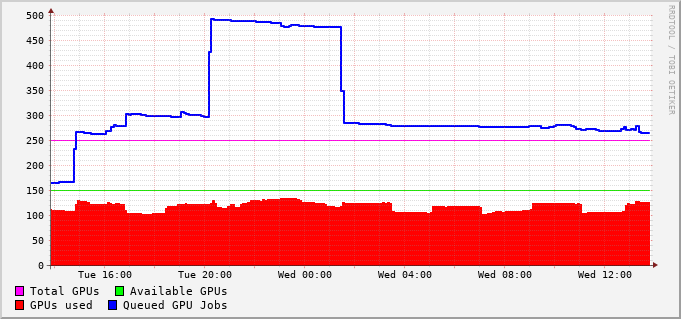 500
450
400
350
300
250
200
150
100
50
0
Tue 16:00 Tue 20:00 Wed 00:00 Wed 04:00 Wed 08:00 Wed 12:00
Total GPUs Available GPUs
GPUs used Queued GPU Jobs
RRDTOOL / TOBI OETIKER